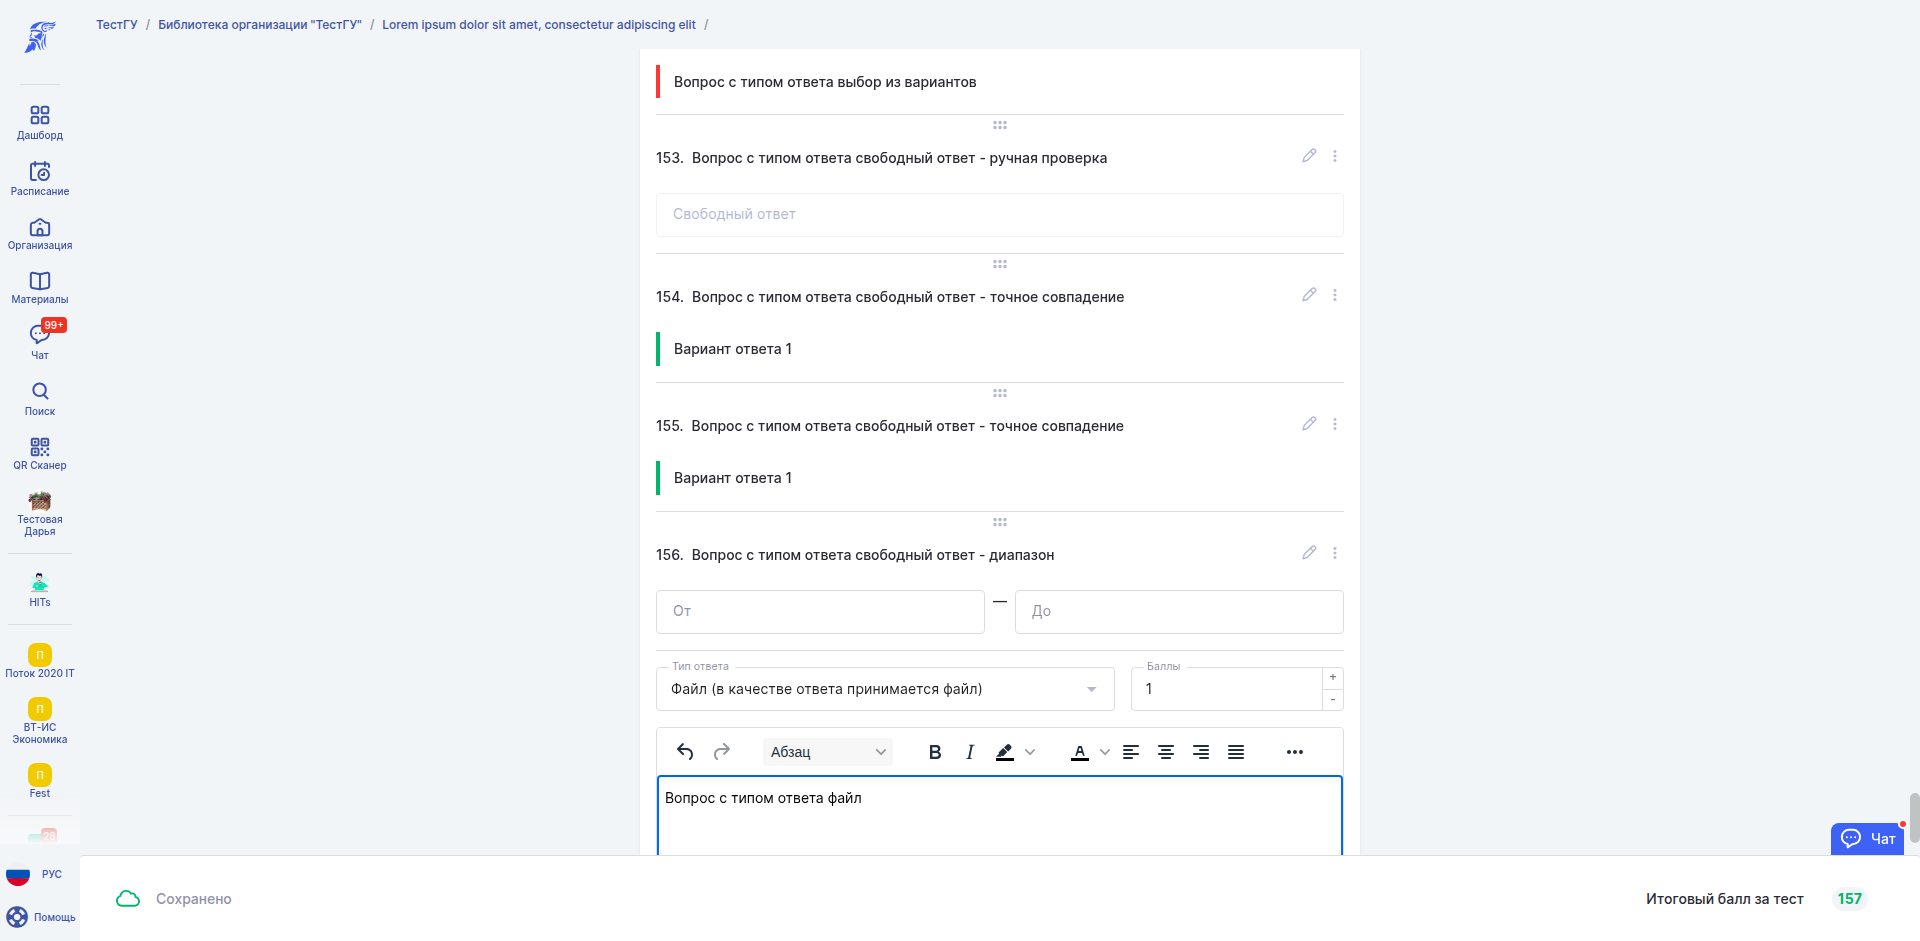 ТестГУ / Библиотека организации "ТестГУ" / Lorem ipsum dolor sit amet, consectetur adipiscing elit /
Дашборд
Расписание
Организация
Материалы
99+
Чат
Поиск
QR Сканер
Тестовая
Дарья
HITs
П
Поток 2020 IT
П
ВТ-ИС
Экономика
П
Fest
28
РУС
Помощь
Вопрос с типом ответа выбор из вариантов
153. Вопрос с типом ответа свободный ответ - ручная проверка
Свободный ответ
154. Вопрос с типом ответа свободный ответ - точное совпадение
Вариант ответа 1
155. Вопрос с типом ответа свободный ответ - точное совпадение
Вариант ответа 1
156. Вопрос с типом ответа свободный ответ - диапазон
От — До
Тип ответа
Файл (в качестве ответа принимается файл)
Баллы
1
+
-
Абзац B I A
Вопрос с типом ответа файл
Чат
Сохранено
Итоговый балл за тест 157